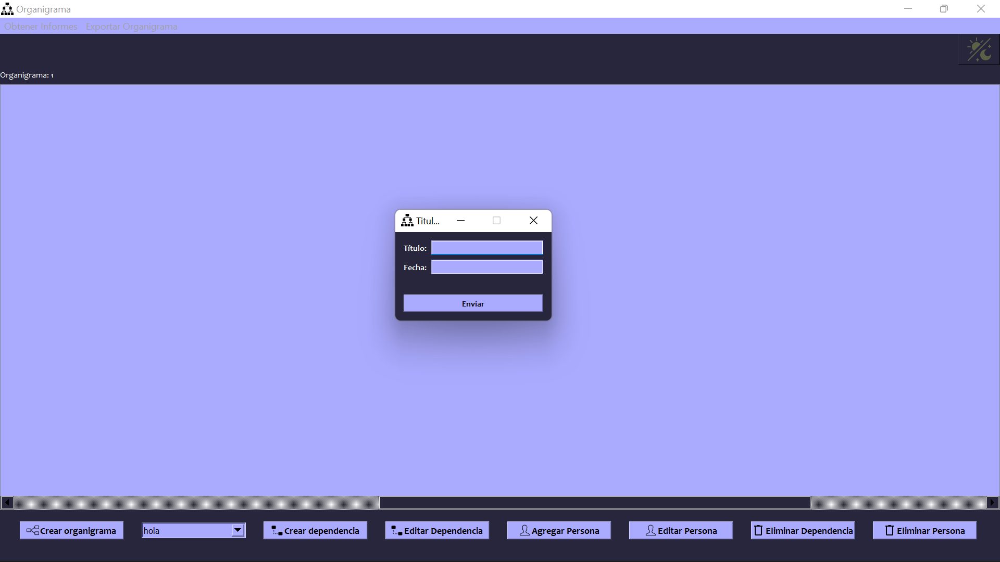 Organigrama
Obtener Informes Exportar Organigrama
Organigrama: 1
Titul...
Título:
Fecha:
Enviar
Crear organigrama hola Crear dependencia Editar Dependencia Agregar Persona Editar Persona Eliminar Dependencia Eliminar Persona